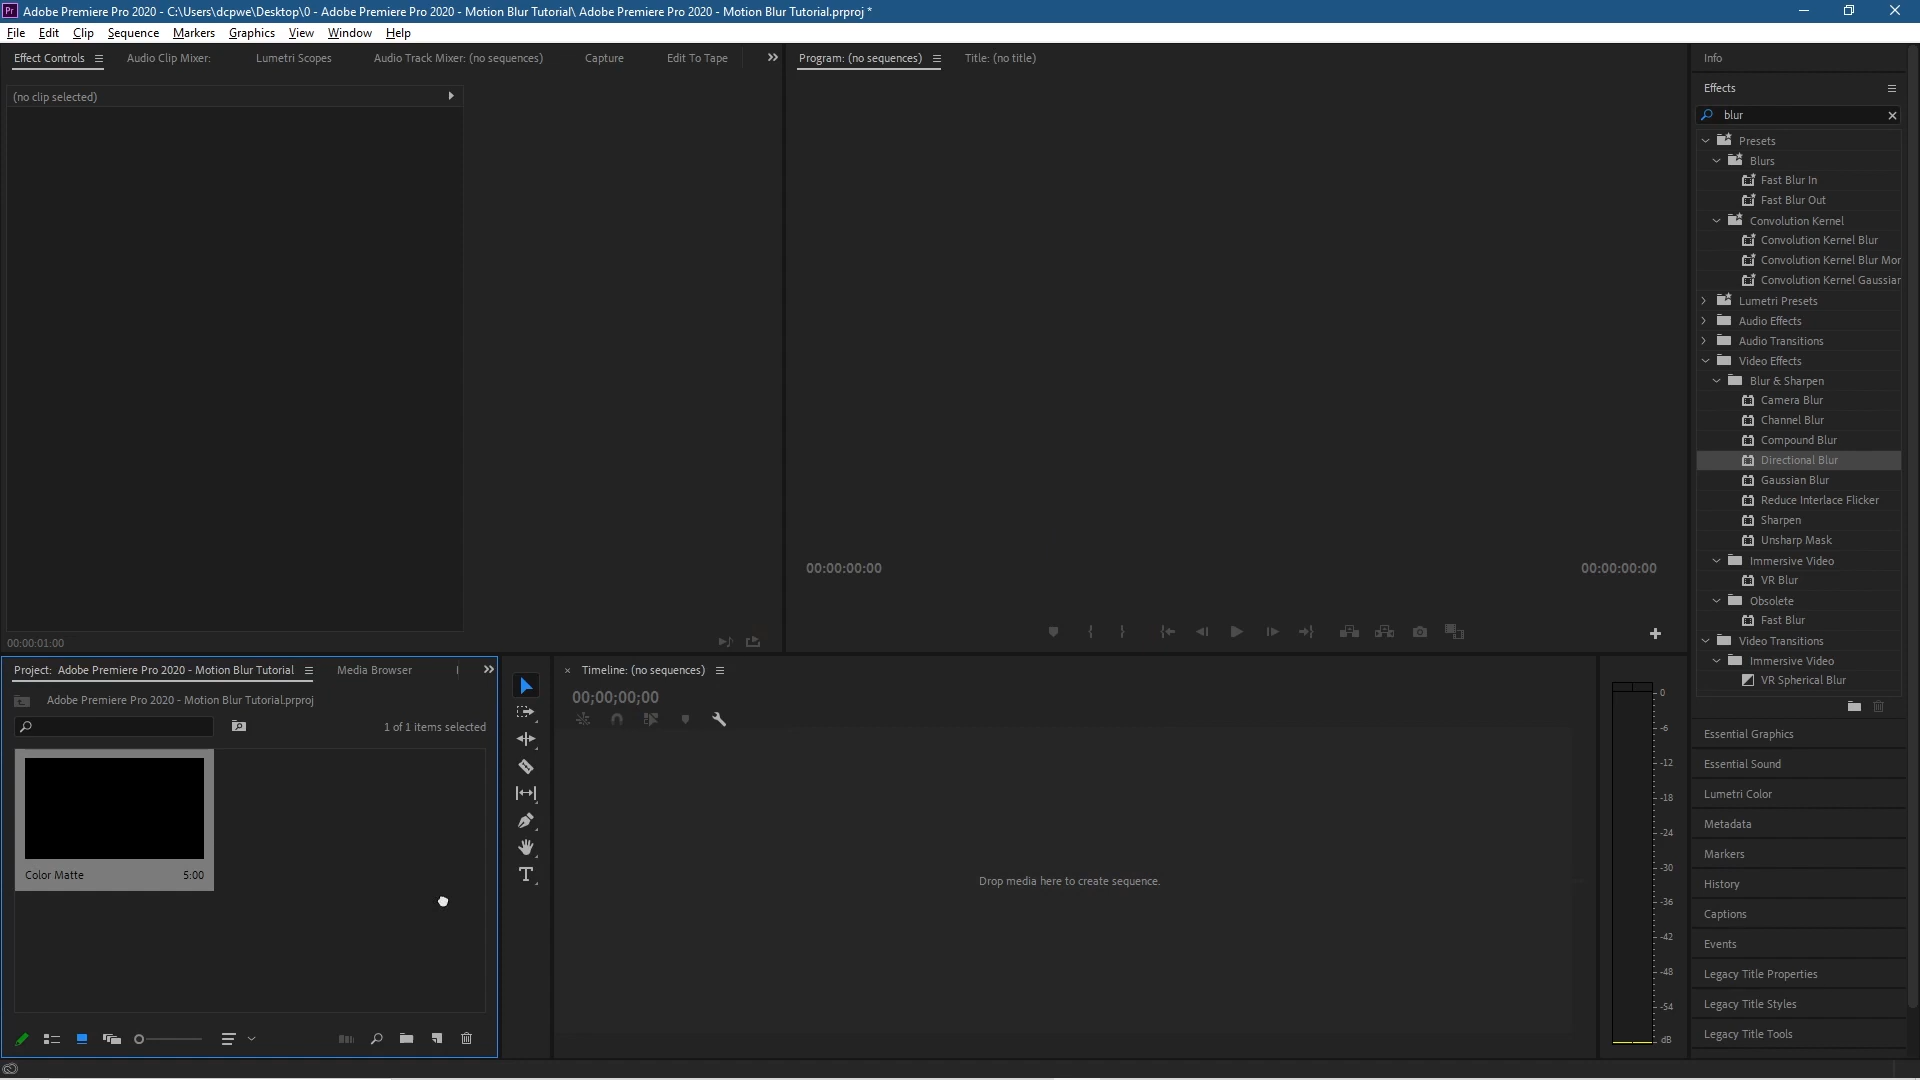 Pr Adobe Premiere Pro 2020 - C:\Users\dcpwe\Desktop\0 - Adobe Premiere Pro 2020 - Motion Blur Tutorial\ Adobe Premiere Pro 2020 - Motion Blur Tutorial.prproj *
File Edit Clip Sequence Markers Graphics View Window Help
Effect Controls Audio Clip Mixer: Lumetri Scopes Audio Track Mixer: (no sequences) Capture Edit To Tape
(no clip selected)
00:00:01:00
Program: (no sequences) Title: (no title)
00:00:00:00 00:00:00:00
Info
Effects
blur
Presets
Blurs
Fast Blur In
Fast Blur Out
Convolution Kernel
Convolution Kernel Blur
Convolution Kernel Blur Mor
Convolution Kernel Gaussiar
Lumetri Presets
Audio Effects
Audio Transitions
Video Effects
Blur & Sharpen
Camera Blur
Channel Blur
Compound Blur
Directional Blur
Gaussian Blur
Reduce Interlace Flicker
Sharpen
Unsharp Mask
Immersive Video
VR Blur
Obsolete
Fast Blur
Video Transitions
Immersive Video
VR Spherical Blur
Essential Graphics
Essential Sound
Lumetri Color
Metadata
Markers
History
Captions
Events
Legacy Title Properties
Legacy Title Styles
Legacy Title Tools
Project: Adobe Premiere Pro 2020 - Motion Blur Tutorial Media Browser
Adobe Premiere Pro 2020 - Motion Blur Tutorial.prproj
1 of 1 items selected
Color Matte 5:00
Timeline: (no sequences)
00;00;00;00
Drop media here to create sequence.
0
-6
-12
-18
-24
-30
-36
-42
-48
-54
dB